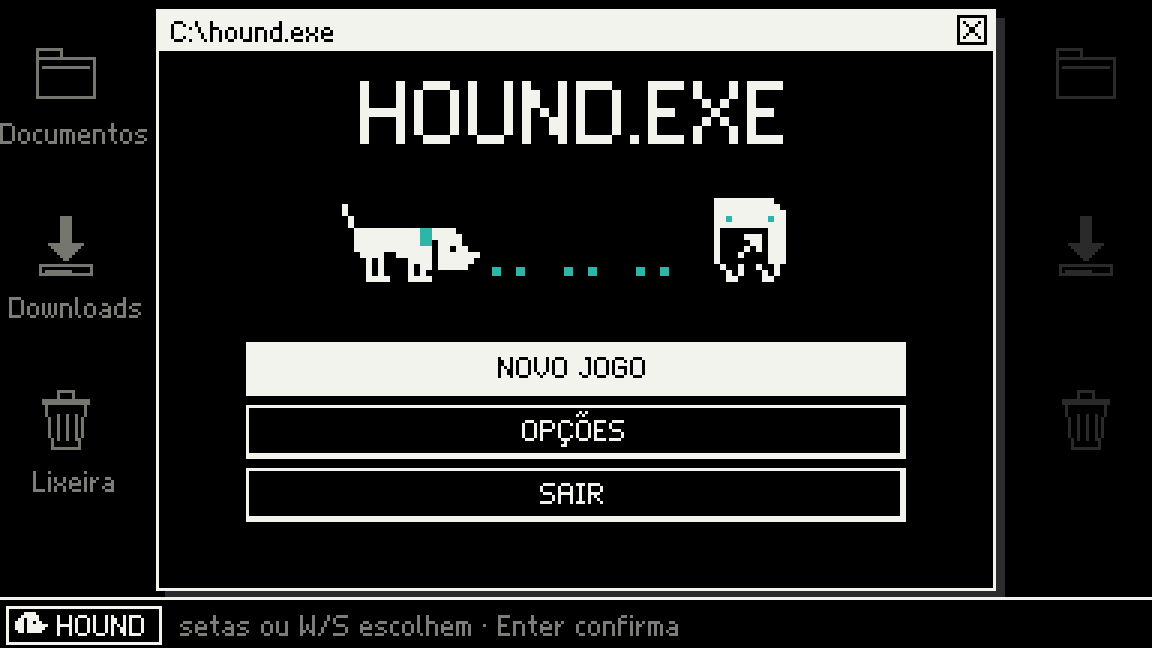 C:\hound.exe
HOUND.EXE
Documentos
Downloads
Lixeira
NOVO JOGO
OPÇÕES
SAIR
HOUND
setas ou W/S escolhem · Enter confirma